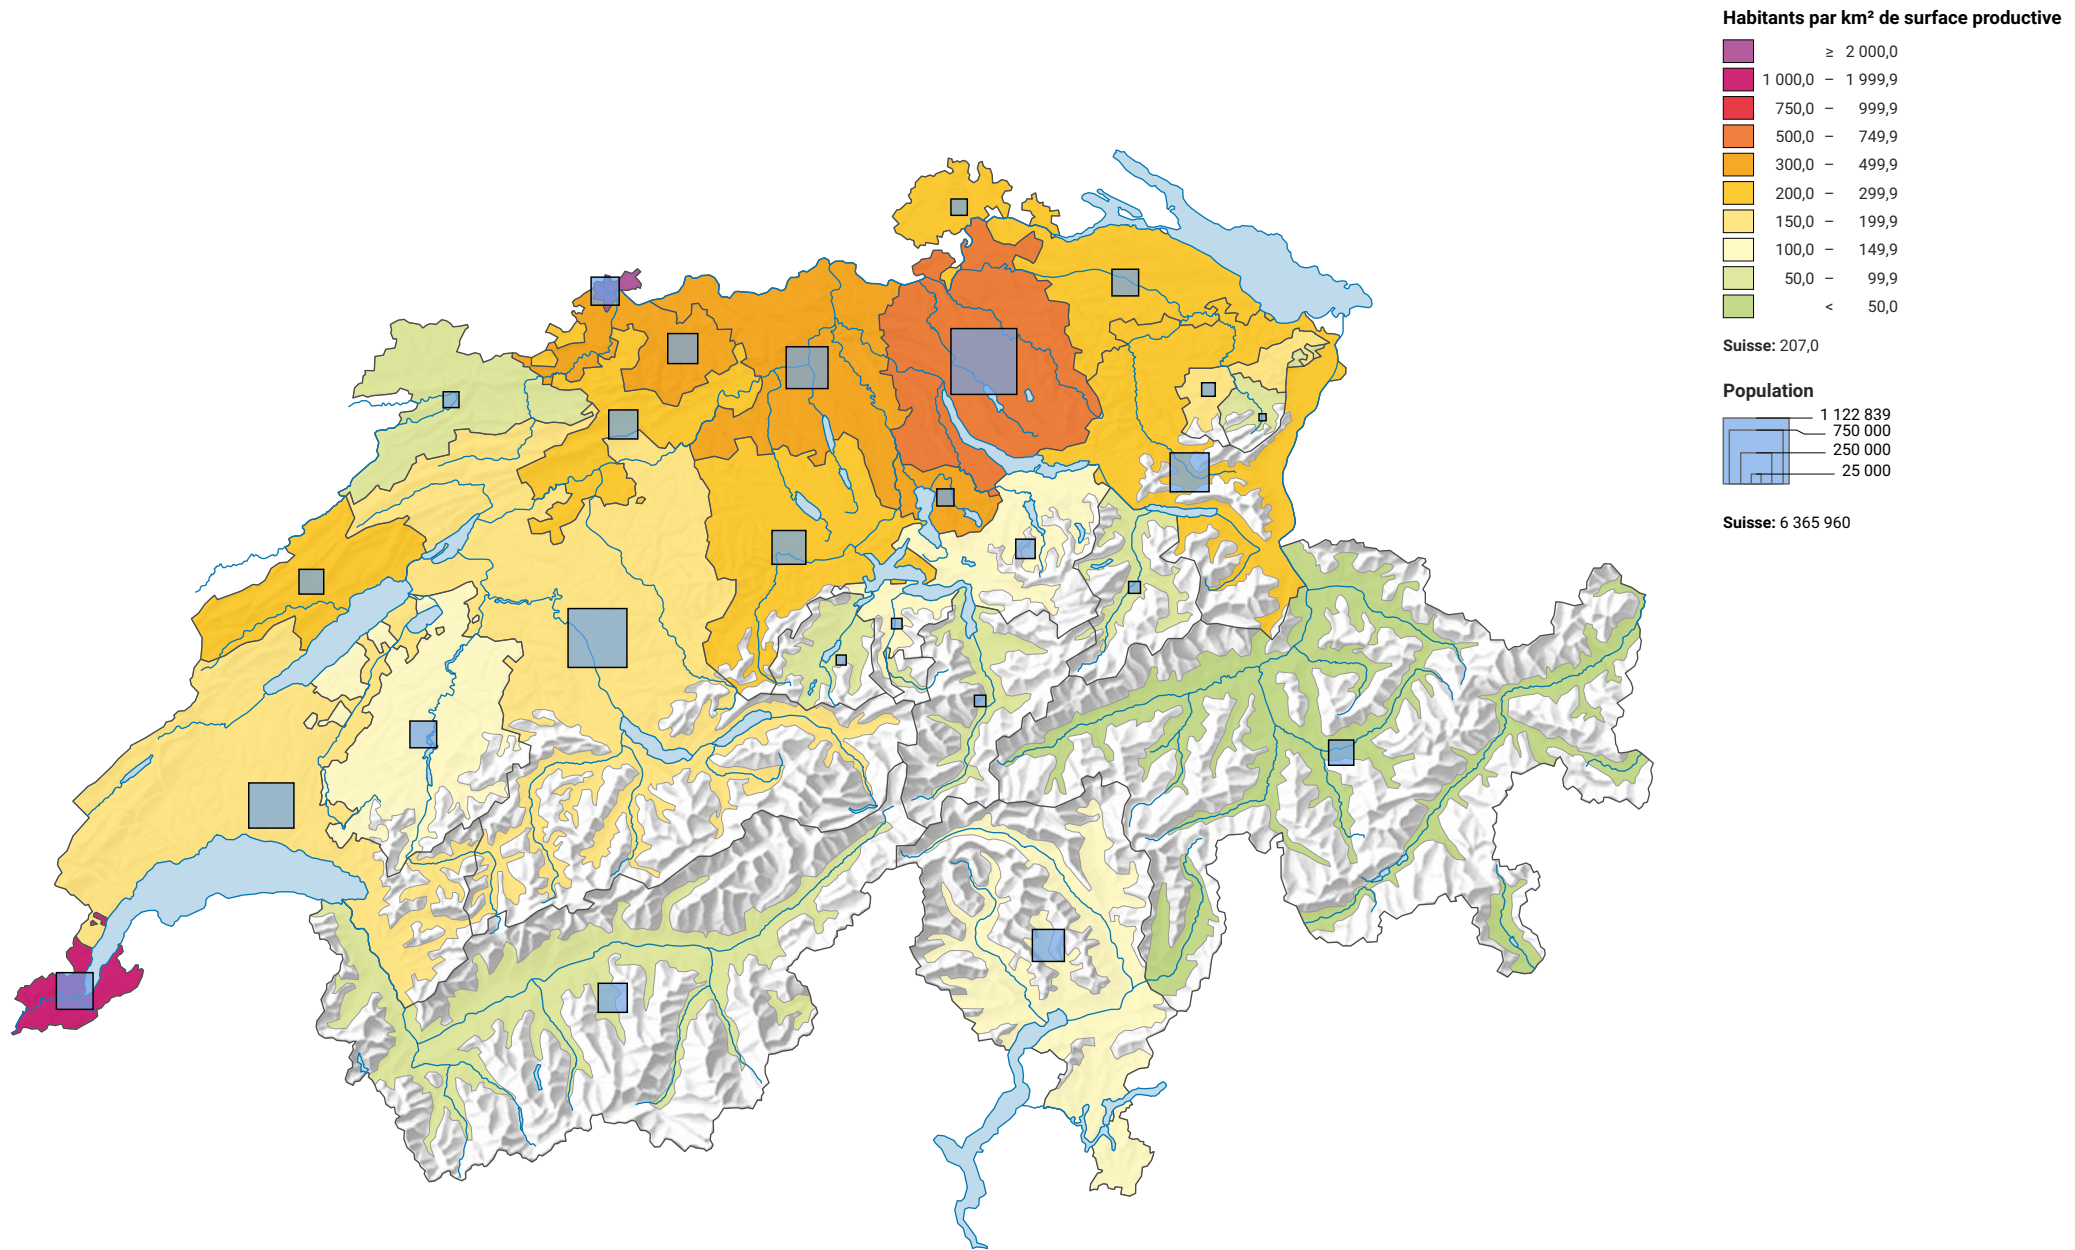 Habitants par km² de surface productive
≥ 2 000,0
1 000,0 – 1 999,9
750,0 – 999,9
500,0 – 749,9
300,0 – 499,9
200,0 – 299,9
150,0 – 199,9
100,0 – 149,9
50,0 – 99,9
< 50,0
Suisse: 207,0
Population
1 122 839
750 000
250 000
25 000
Suisse: 6 365 960